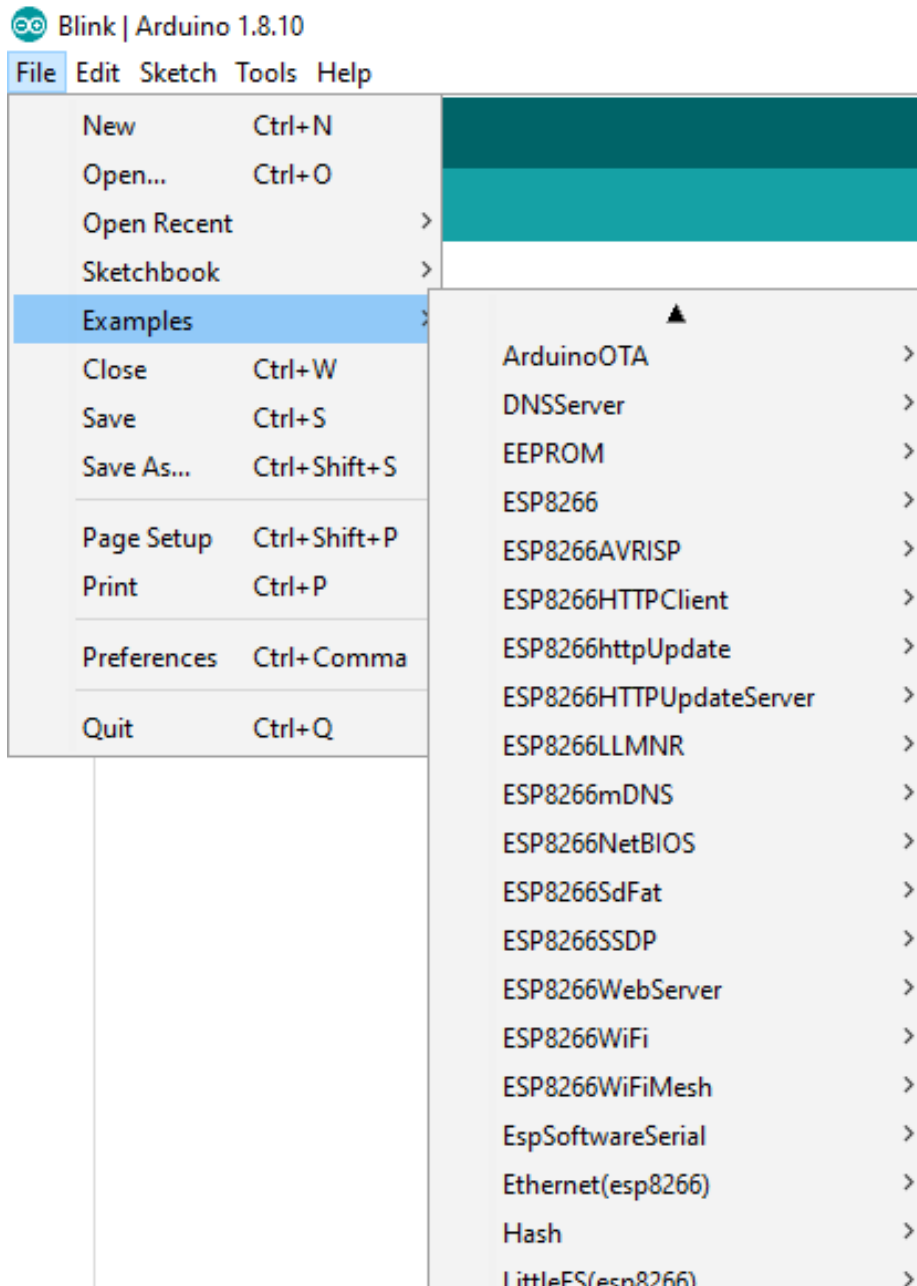 Blink | Arduino 1.8.10
File Edit Sketch Tools Help
New Ctrl+N
Open... Ctrl+O
Open Recent
Sketchbook
Examples
Close Ctrl+W
Save Ctrl+S
Save As... Ctrl+Shift+S
Page Setup Ctrl+Shift+P
Print Ctrl+P
Preferences Ctrl+Comma
Quit Ctrl+Q
ArduinoOTA
DNSServer
EEPROM
ESP8266
ESP8266AVRISP
ESP8266HTTPClient
ESP8266httpUpdate
ESP8266HTTPUpdateServer
ESP8266LLMNR
ESP8266mDNS
ESP8266NetBIOS
ESP8266SdFat
ESP8266SSDP
ESP8266WebServer
ESP8266WiFi
ESP8266WiFiMesh
EspSoftwareSerial
Ethernet(esp8266)
Hash
LittleFS(esp8266)